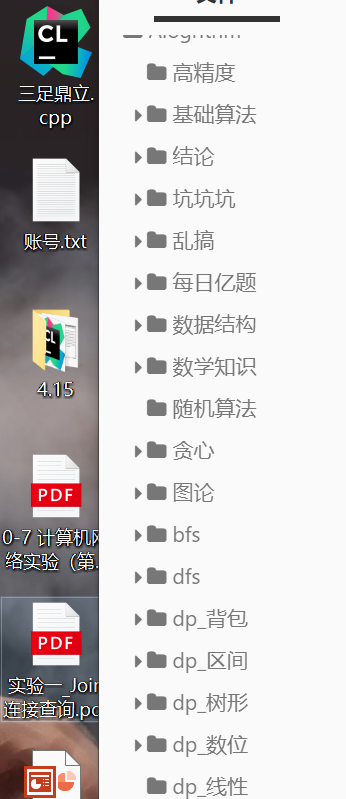 CL
三足鼎立.
cpp
账号.txt
CL
4.15
PDF
0-7 计算机网
络实验（第.
PDF
实验一_Join
连接查询.pd
Alogrithm
高精度
基础算法
结论
坑坑坑
乱搞
每日亿题
数据结构
数学知识
随机算法
贪心
图论
bfs
dfs
dp_背包
dp_区间
dp_树形
dp_数位
dp_线性